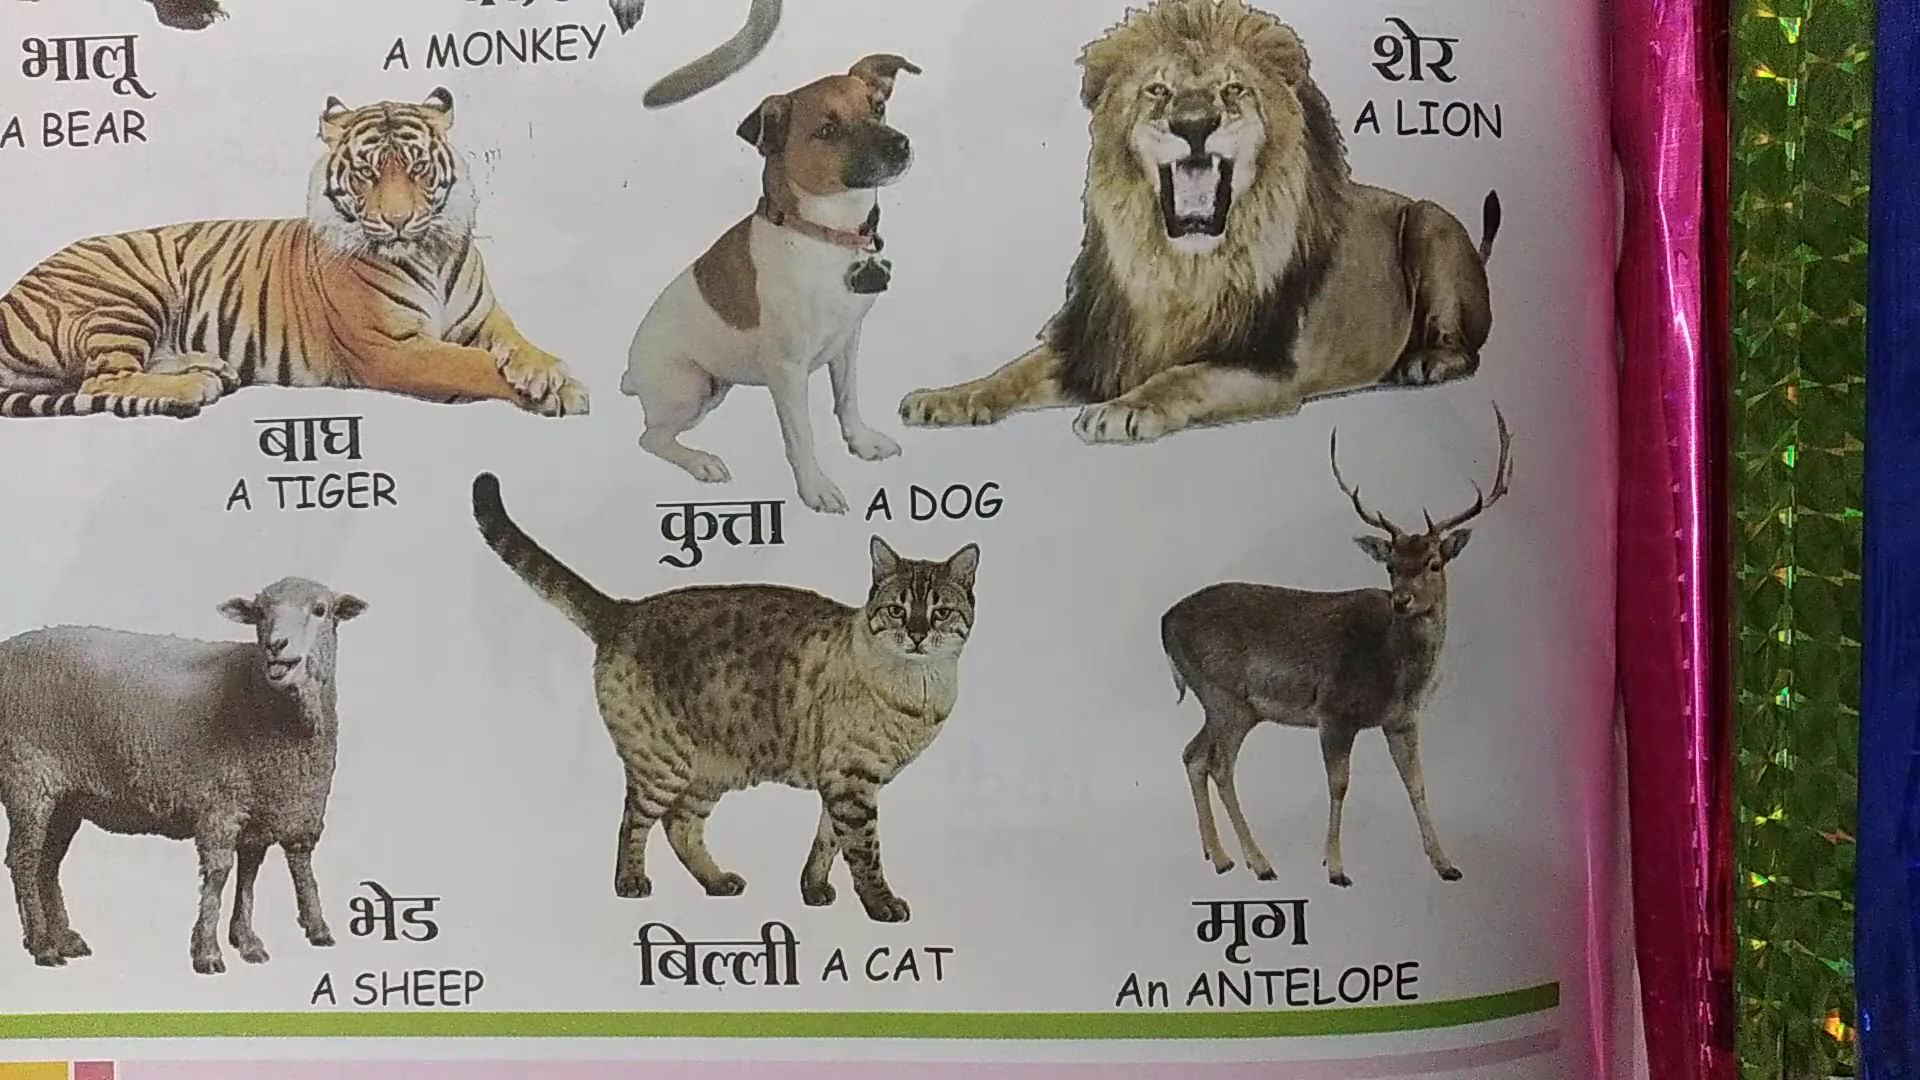 भालू
A BEAR
A MONKEY
शेर
A LION
बाघ
A TIGER
कुत्ता
A DOG
भेड
A SHEEP
बिल्ली A CAT
मृग
An ANTELOPE